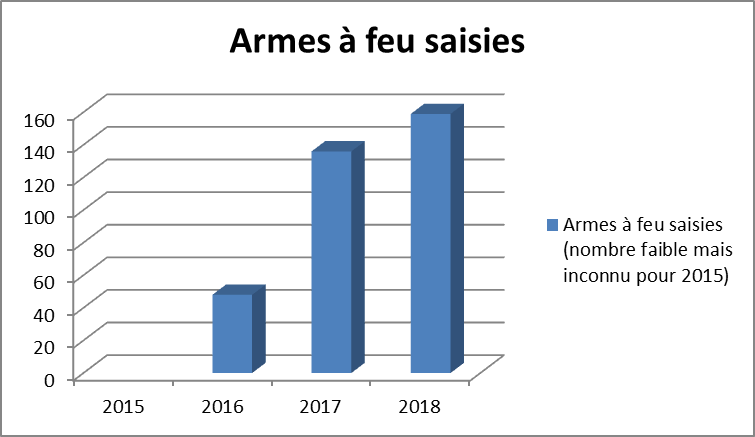 Armes à feu saisies
160
140
120
100
80
60
40
20
0
2015 2016 2017 2018
Armes à feu saisies
(nombre faible mais
inconnu pour 2015)